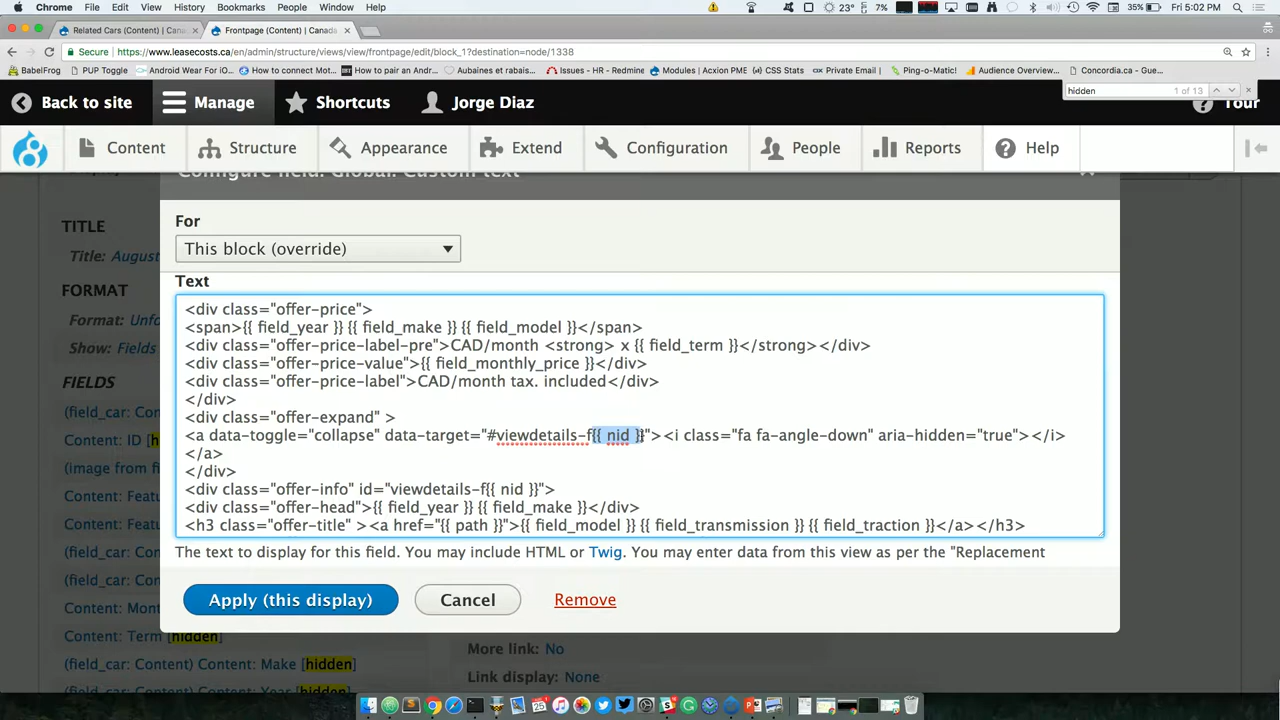 Chrome File Edit View History Bookmarks People Window Help
23° 7% 35% Fri 5:02 PM
Related Cars (Content) | Cana
Frontpage (Content) | Canada
Secure https://www.leasecosts.ca/en/admin/structure/views/view/frontpage/edit/block_1?destination=node/1338
BabelFrog PUP Toggle Android Wear For iO... How to connect Mot... How to pair an Andr... Aubaines et rabais... Issues - HR - Redmine Modules | Acxion PME CSS Stats Private Email | Ping-o-Matic! Audience Overview... Concordia.ca - Gue...
hidden 1 of 13
Back to site Manage Shortcuts Jorge Diaz Tour
Content Structure Appearance Extend Configuration People Reports Help
Configure field: Global: Custom text
TITLE
Title: August
FORMAT
Format: Unfo
Show: Fields
FIELDS
(field_car: Con
Content: ID [h
(image from fi
Content: Featu
Content: Featu
(field_car: Con
(field_car: Con
Content: Mont
Content: Term [hidden]
(field_car: Content) Content: Make [hidden]
(field_car: Content) Content: Year [hidden]
For
This block (override)
Text
<div class="offer-price">
<span>{{ field_year }} {{ field_make }} {{ field_model }}</span>
<div class="offer-price-label-pre">CAD/month <strong> x {{ field_term }}</strong></div>
<div class="offer-price-value">{{ field_monthly_price }}</div>
<div class="offer-price-label">CAD/month tax. included</div>
</div>
<div class="offer-expand" >
<a data-toggle="collapse" data-target="#viewdetails-f{{ nid }}"><i class="fa fa-angle-down" aria-hidden="true"></i>
</a>
</div>
<div class="offer-info" id="viewdetails-f{{ nid }}">
<div class="offer-head">{{ field_year }} {{ field_make }}</div>
<h3 class="offer-title" ><a href="{{ path }}">{{ field_model }} {{ field_transmission }} {{ field_traction }}</a></h3>
The text to display for this field. You may include HTML or Twig. You may enter data from this view as per the "Replacement
Apply (this display) Cancel Remove
More link: No
Link display: None